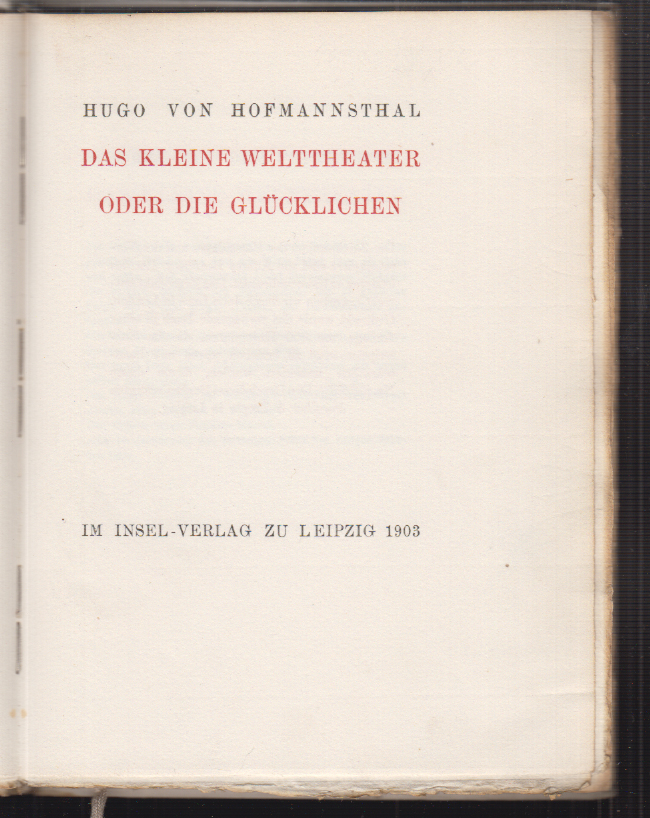 HUGO VON HOFMANNSTHAL
DAS KLEINE WELTTHEATER
ODER DIE GLÜCKLICHEN
IM INSEL-VERLAG ZU LEIPZIG 1903